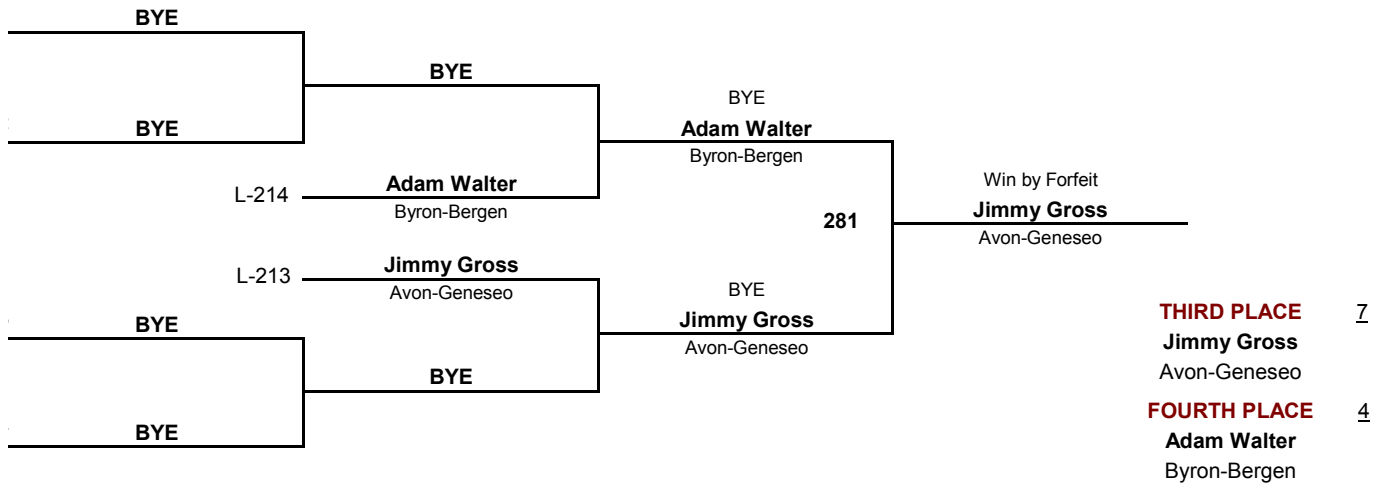 BYE
BYE
BYE
BYE
Adam Walter
Byron-Bergen
L-214
Adam Walter
Byron-Bergen
Win by Forfeit
Jimmy Gross
Avon-Geneseo
281
L-213
Jimmy Gross
Avon-Geneseo
BYE
Jimmy Gross
Avon-Geneseo
BYE
BYE
BYE
THIRD PLACE 7
Jimmy Gross
Avon-Geneseo
FOURTH PLACE 4
Adam Walter
Byron-Bergen